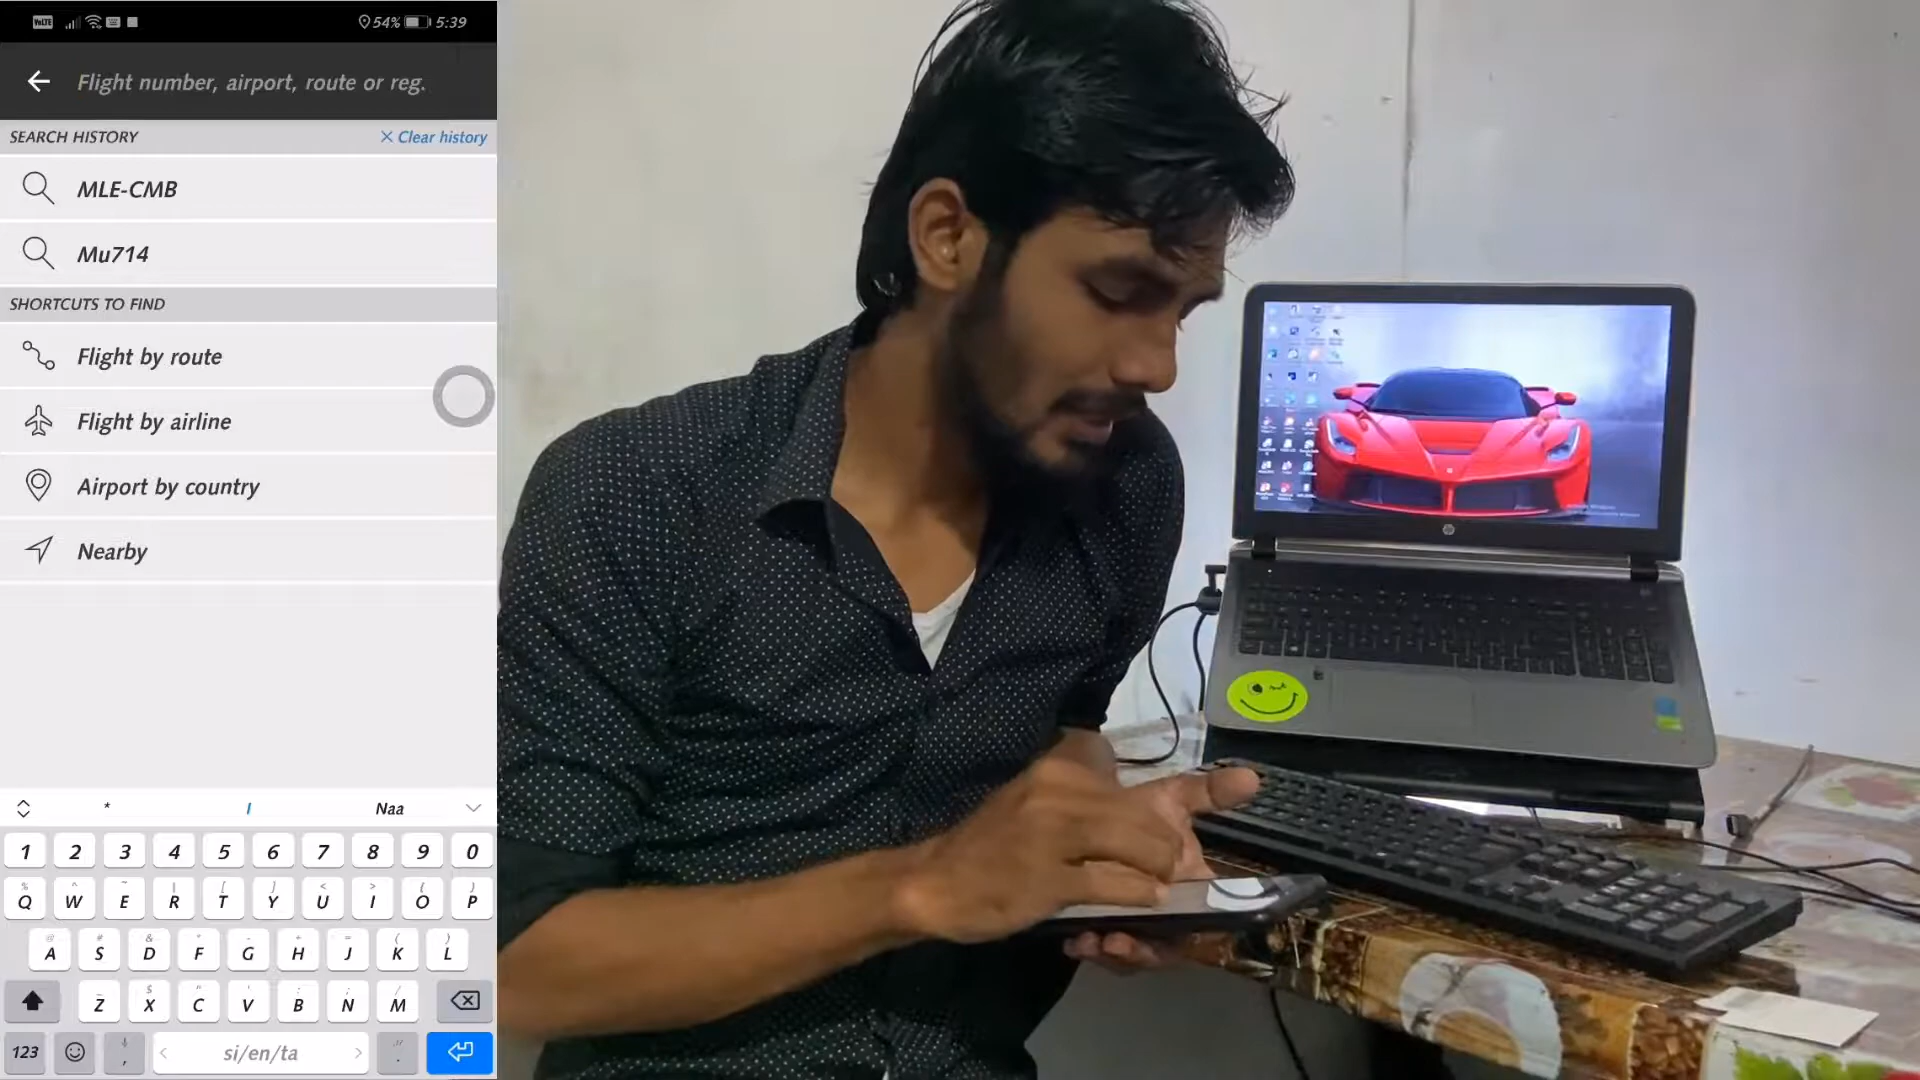 VoLTE 54% 5:39
Flight number, airport, route or reg.
SEARCH HISTORY Clear history
MLE-CMB
Mu714
SHORTCUTS TO FIND
Flight by route
Flight by airline
Airport by country
Nearby
* I Naa
1 2 3 4 5 6 7 8 9 0
Q W E R T Y U I O P
A S D F G H J K L
Z X C V B N M
123 , si/en/ta .
hp